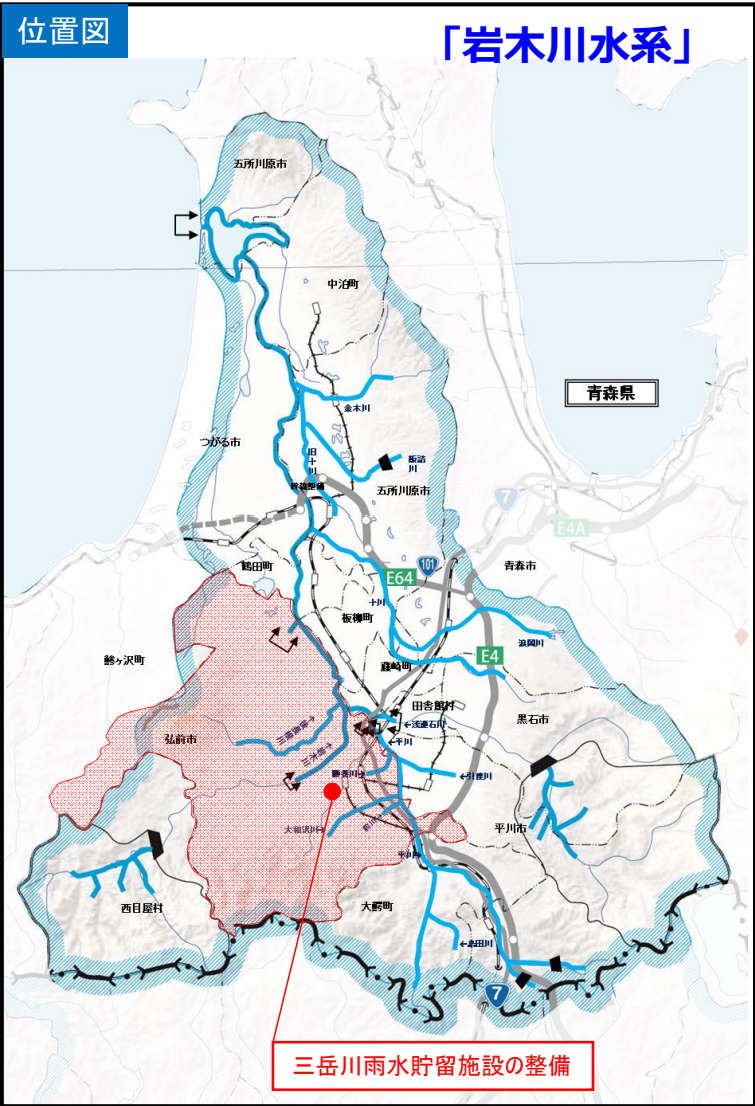 位置図
「岩木川水系」
五所川原市
中泊町
青森県
金木川
つがる市
旧十川
飯詰川
五所川原市
7
E4A
101
鶴田町
E64
青森市
十川
板柳町
浪岡川
鰺ヶ沢町
藤崎町
E4
田舎館村
黒石市
弘前市
←浅瀬石川
←平川
←引座川
大和沢川→
平川市
平川→
西目屋村
大鰐町
←島田川
7
三岳川雨水貯留施設の整備